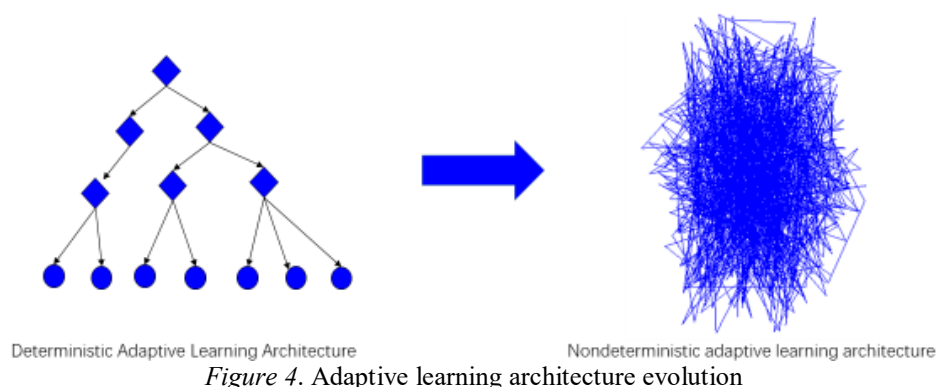 Deterministic Adaptive Learning Architecture
Nondeterministic adaptive learning architecture
Figure 4. Adaptive learning architecture evolution